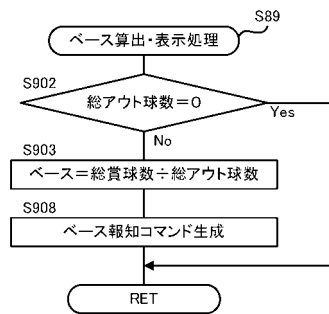 S89
ベース算出・表示処理
S902
総アウト球数=0
Yes
No
S903
ベース=総賞球数÷総アウト球数
S908
ベース報知コマンド生成
RET